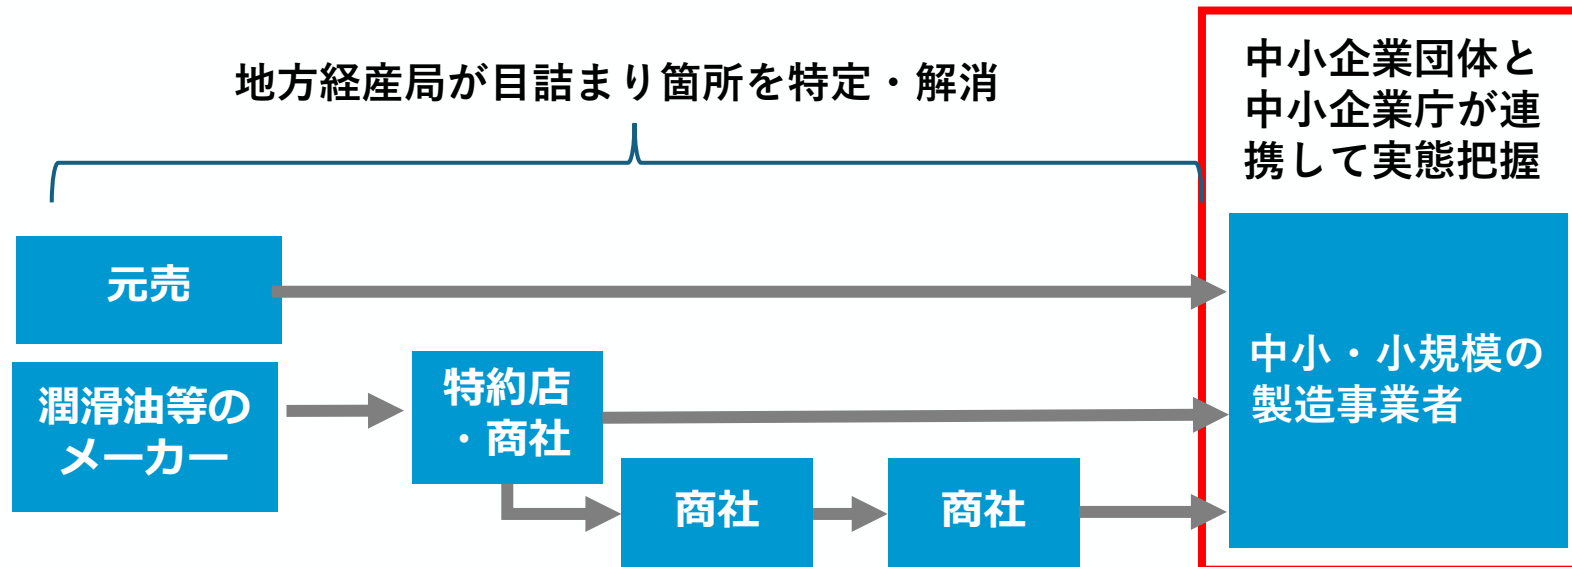 地方経産局が目詰まり箇所を特定・解消
中小企業団体と
中小企業庁が連
携して実態把握
元売
潤滑油等の
メーカー
特約店
・商社
商社
商社
中小・小規模の
製造事業者